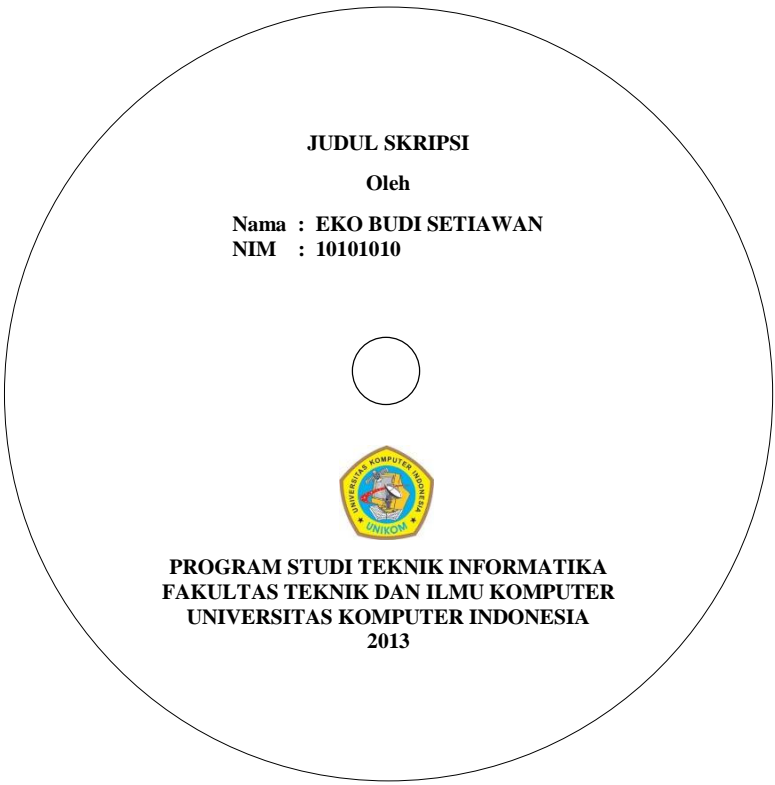 JUDUL SKRIPSI
Oleh
Nama : EKO BUDI SETIAWAN
NIM : 10101010
UNIVERSITAS KOMPUTER INDONESIA
UNIKOM
PROGRAM STUDI TEKNIK INFORMATIKA
FAKULTAS TEKNIK DAN ILMU KOMPUTER
UNIVERSITAS KOMPUTER INDONESIA
2013